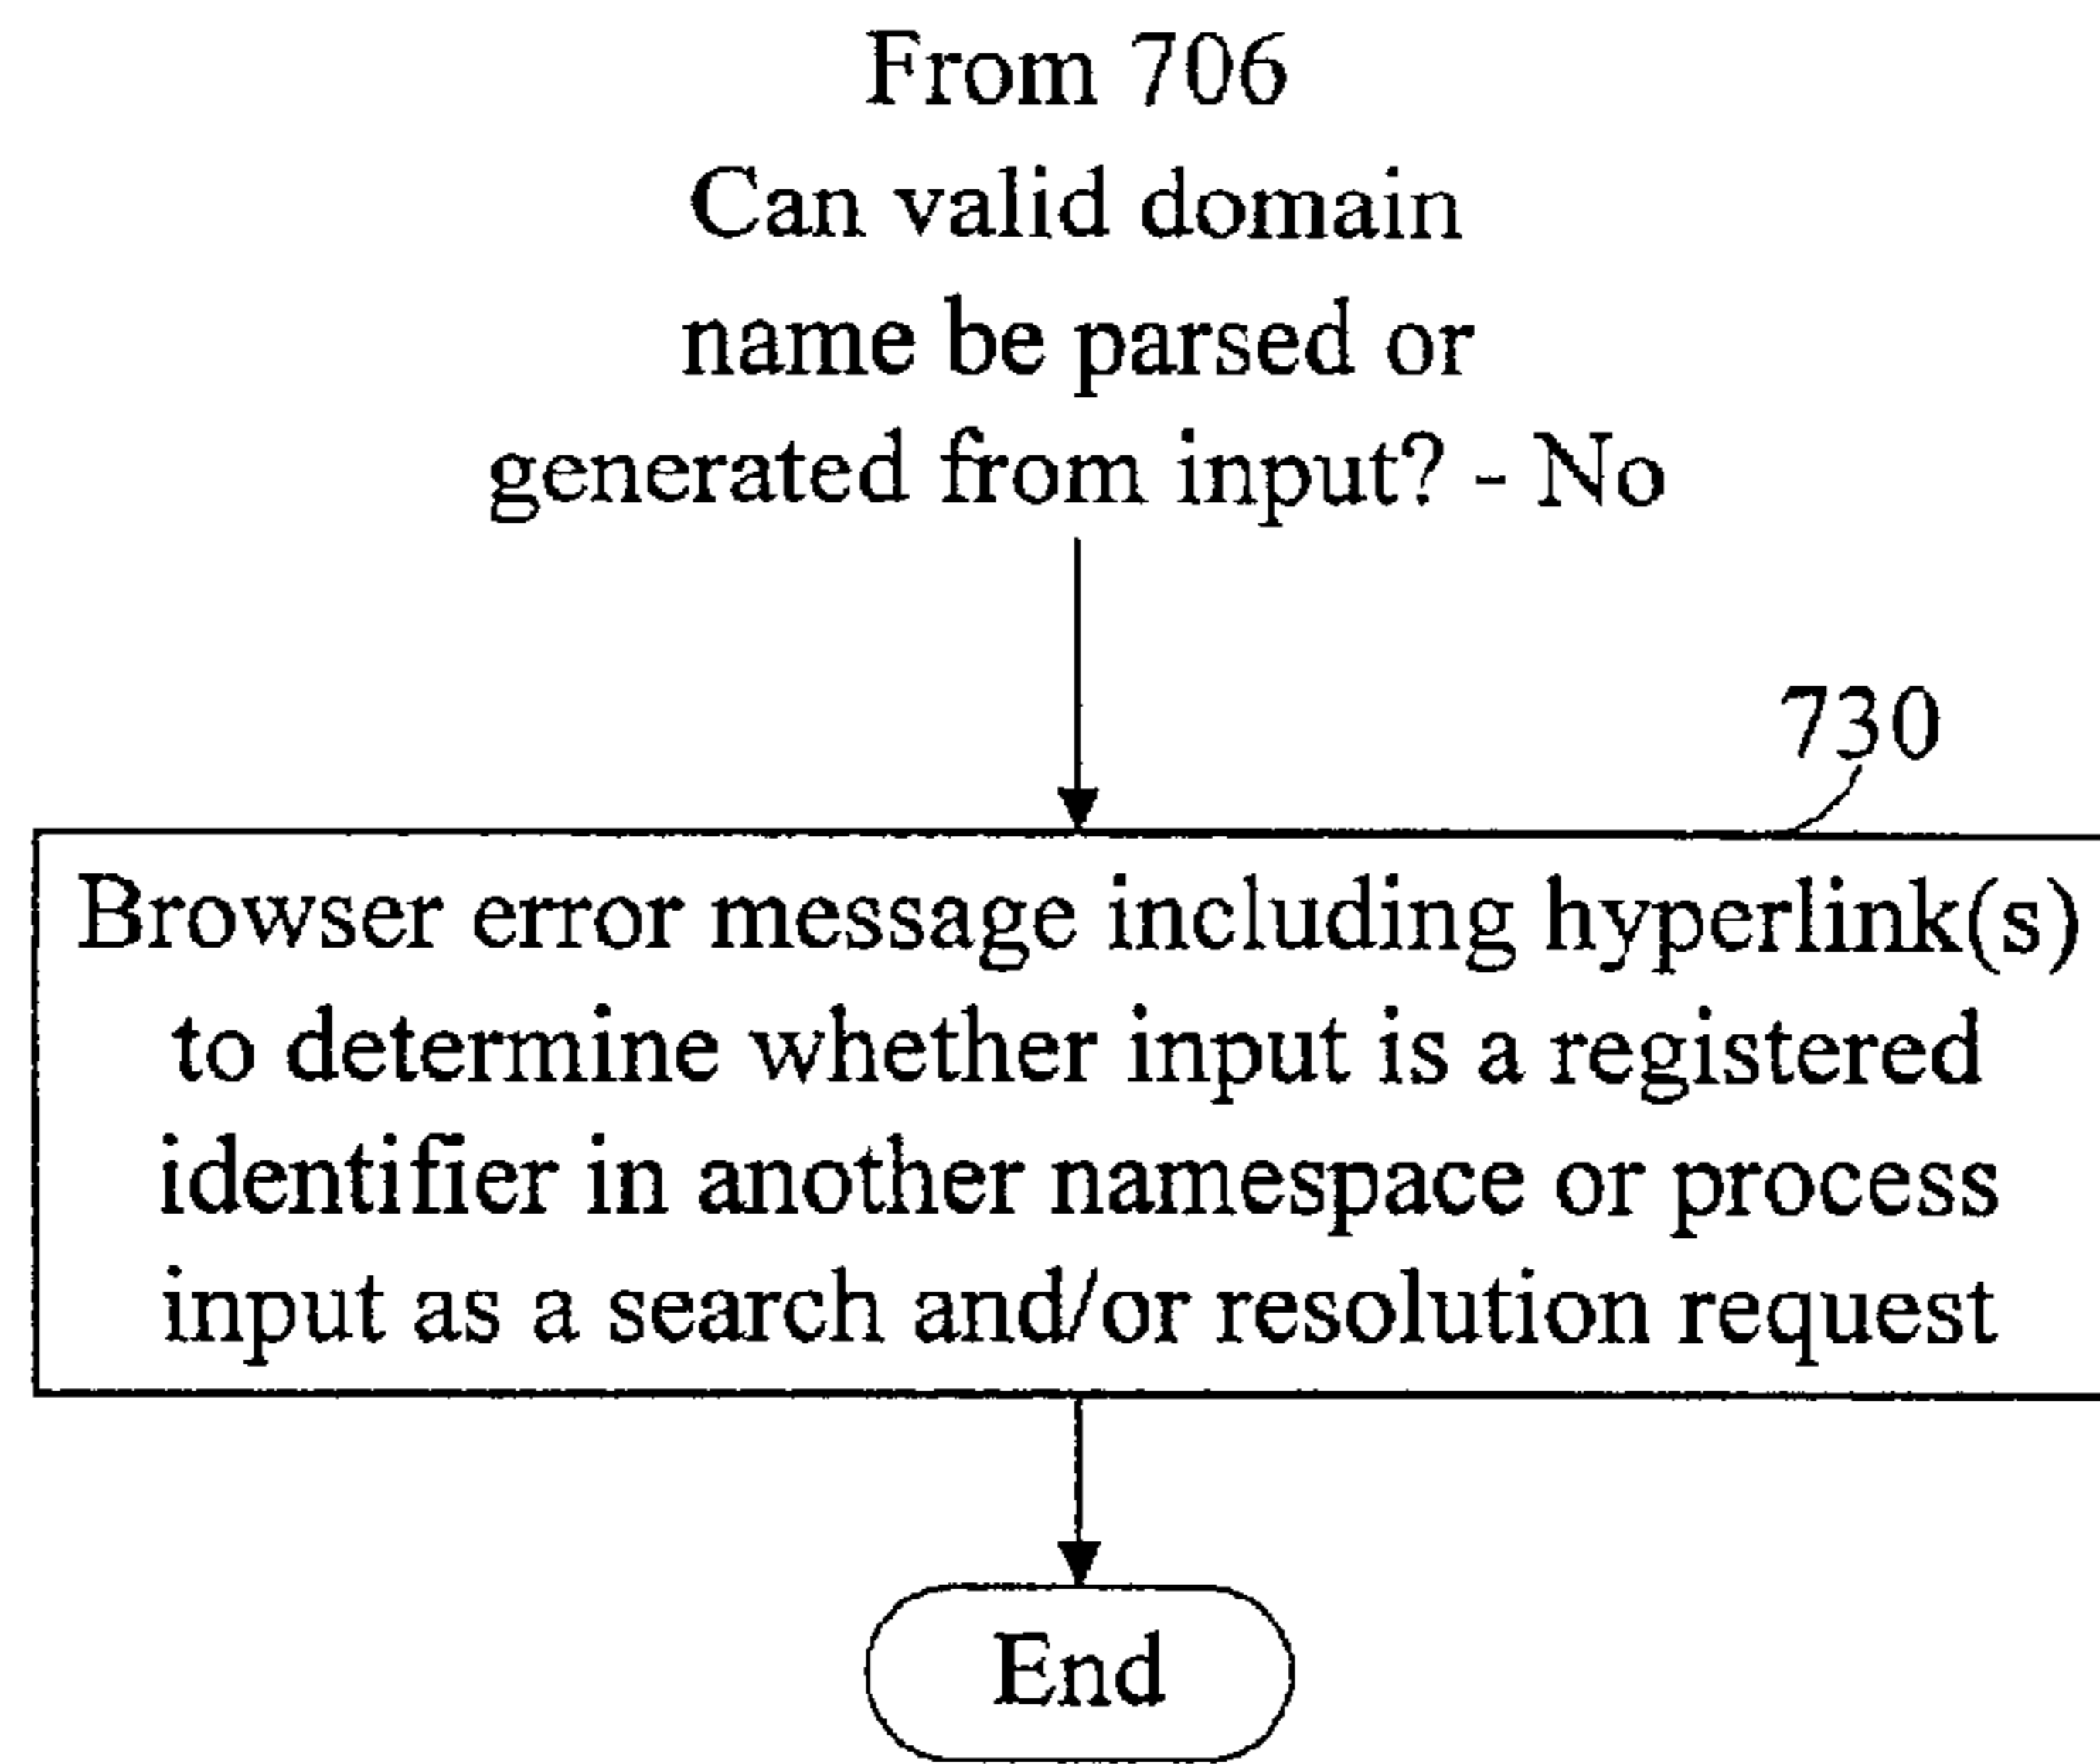 From 706
Can valid domain
name be parsed or
generated from input? - No
730
Browser error message including hyperlink(s)
to determine whether input is a registered
identifier in another namespace or process
input as a search and/or resolution request
End